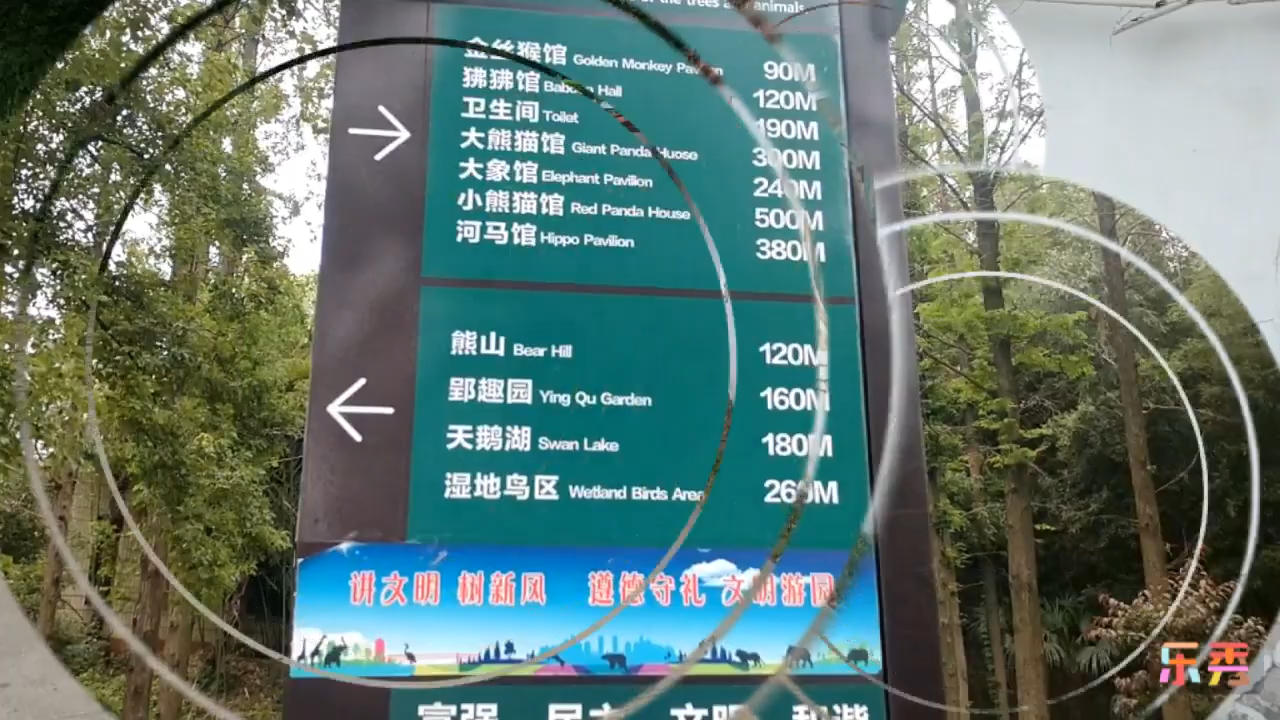 of the trees and animals
金丝猴馆 Golden Monkey Pavilion 90M
狒狒馆 Baboon Hall 120M
卫生间 Toilet 190M
大熊猫馆 Giant Panda Huose 300M
大象馆 Elephant Pavilion 240M
小熊猫馆 Red Panda House 500M
河马馆 Hippo Pavilion 380M
熊山 Bear Hill 120M
郢趣园 Ying Qu Garden 160M
天鹅湖 Swan Lake 180M
湿地鸟区 Wetland Birds Area 260M
讲文明 树新风 遵德守礼 文明游园
富强 民主 文明 和谐
乐秀